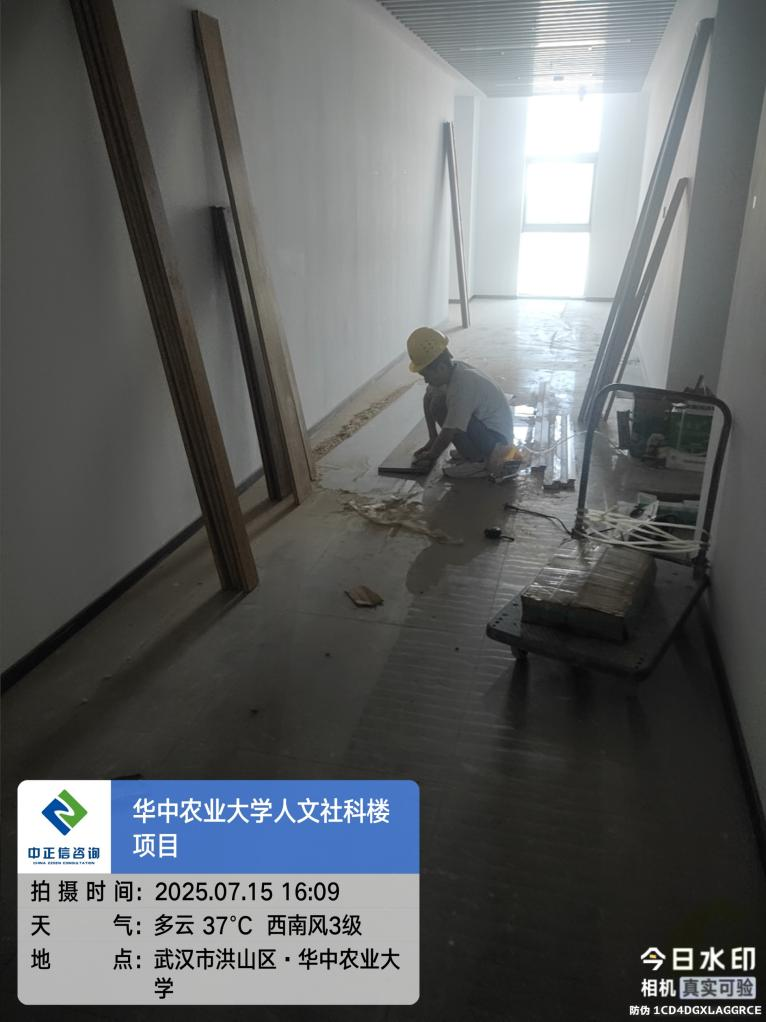 华中农业大学人文社科楼
项目
中正信咨询
CHINA ZZXIN CONSULTATION
拍摄时间：2025.07.15 16:09
天气：多云 37°C 西南风3级
地点：武汉市洪山区·华中农业大
学
今日水印
相机 真实可验
防伪 1CD4DGXLAGGRCE